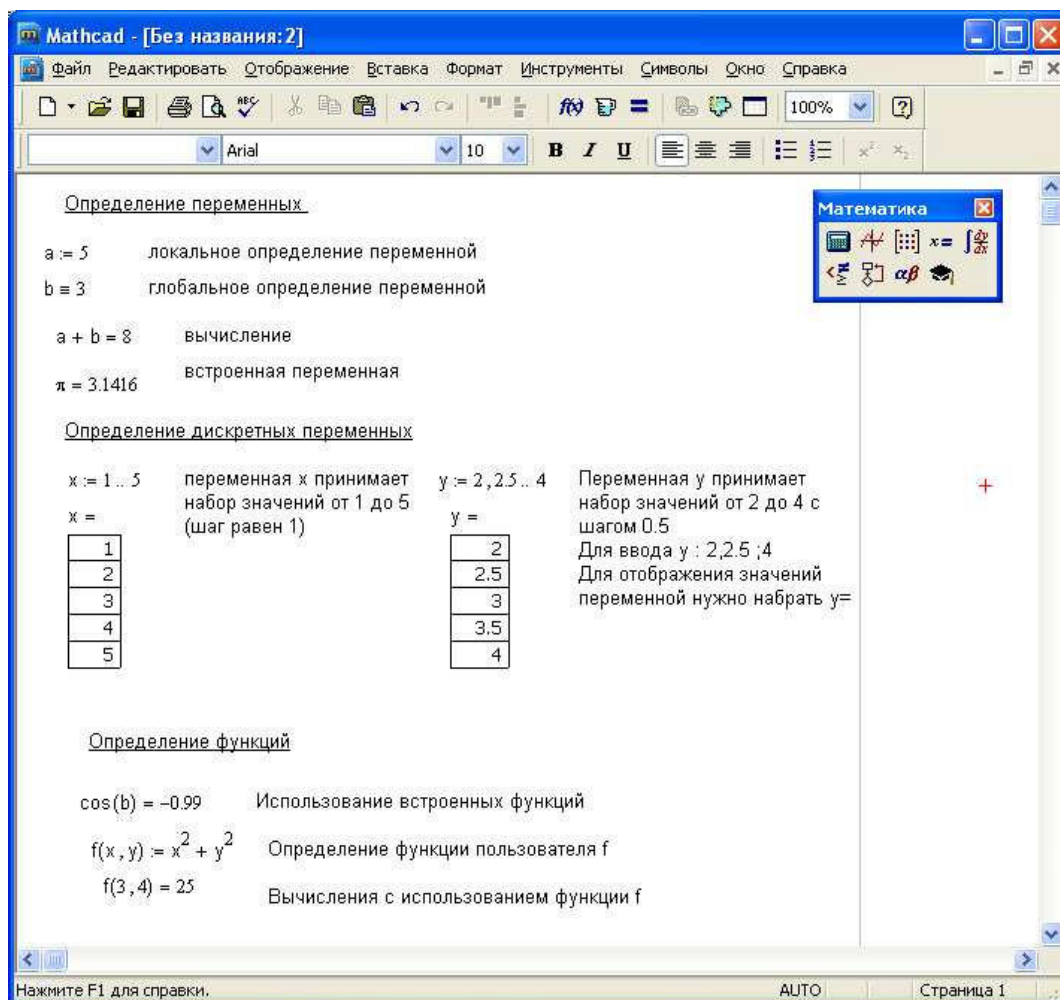 Mathcad - [Без названия:2]
Файл Редактировать Отображение Вставка Формат Инструменты Символы Окно Справка
100%
Arial 10 B I U
Определение переменных
Математика
a := 5 локальное определение переменной
b ≡ 3 глобальное определение переменной
a + b = 8 вычисление
π = 3.1416 встроенная переменная
Определение дискретных переменных
x := 1 .. 5 переменная x принимает
набор значений от 1 до 5
(шаг равен 1)
x =
1
2
3
4
5
y := 2 , 2.5 .. 4 Переменная y принимает
набор значений от 2 до 4 с
шагом 0.5
Для ввода y : 2,2.5 ;4
Для отображения значений
переменной нужно набрать y=
y =
2
2.5
3
3.5
4
Определение функций
cos(b) = −0.99 Использование встроенных функций
f(x , y) := x² + y² Определение функции пользователя f
f(3 , 4) = 25 Вычисления с использованием функции f
Нажмите F1 для справки. AUTO Страница 1